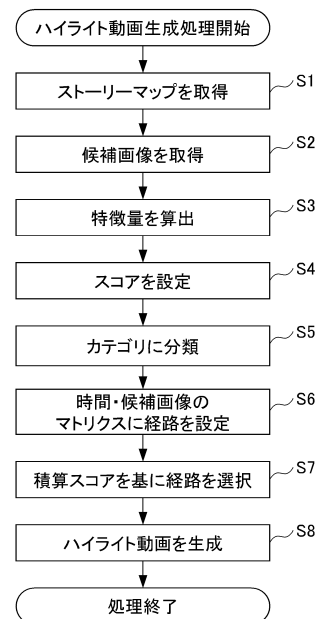 ハイライト動画生成処理開始
ストーリーマップを取得
S1
候補画像を取得
S2
特徴量を算出
S3
スコアを設定
S4
カテゴリに分類
S5
時間・候補画像の
マトリクスに経路を設定
S6
積算スコアを基に経路を選択
S7
ハイライト動画を生成
S8
処理終了